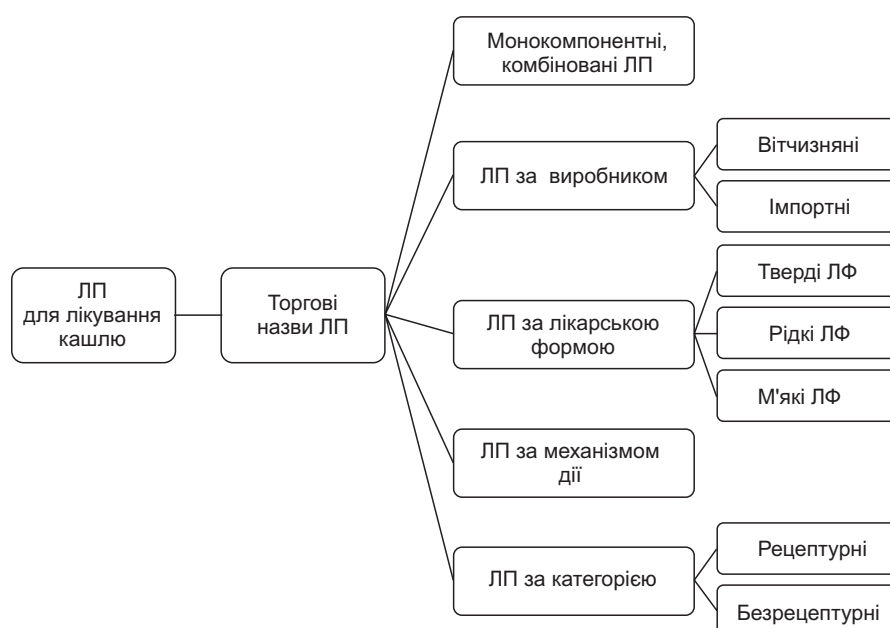 ЛП
для лікування
кашлю
Торгові
назви ЛП
Монокомпонентні,
комбіновані ЛП
ЛП за виробником
Вітчизняні
Імпортні
ЛП за лікарською
формою
Тверді ЛФ
Рідкі ЛФ
М'які ЛФ
ЛП за механізмом
дії
ЛП за категорією
Рецептурні
Безрецептурні